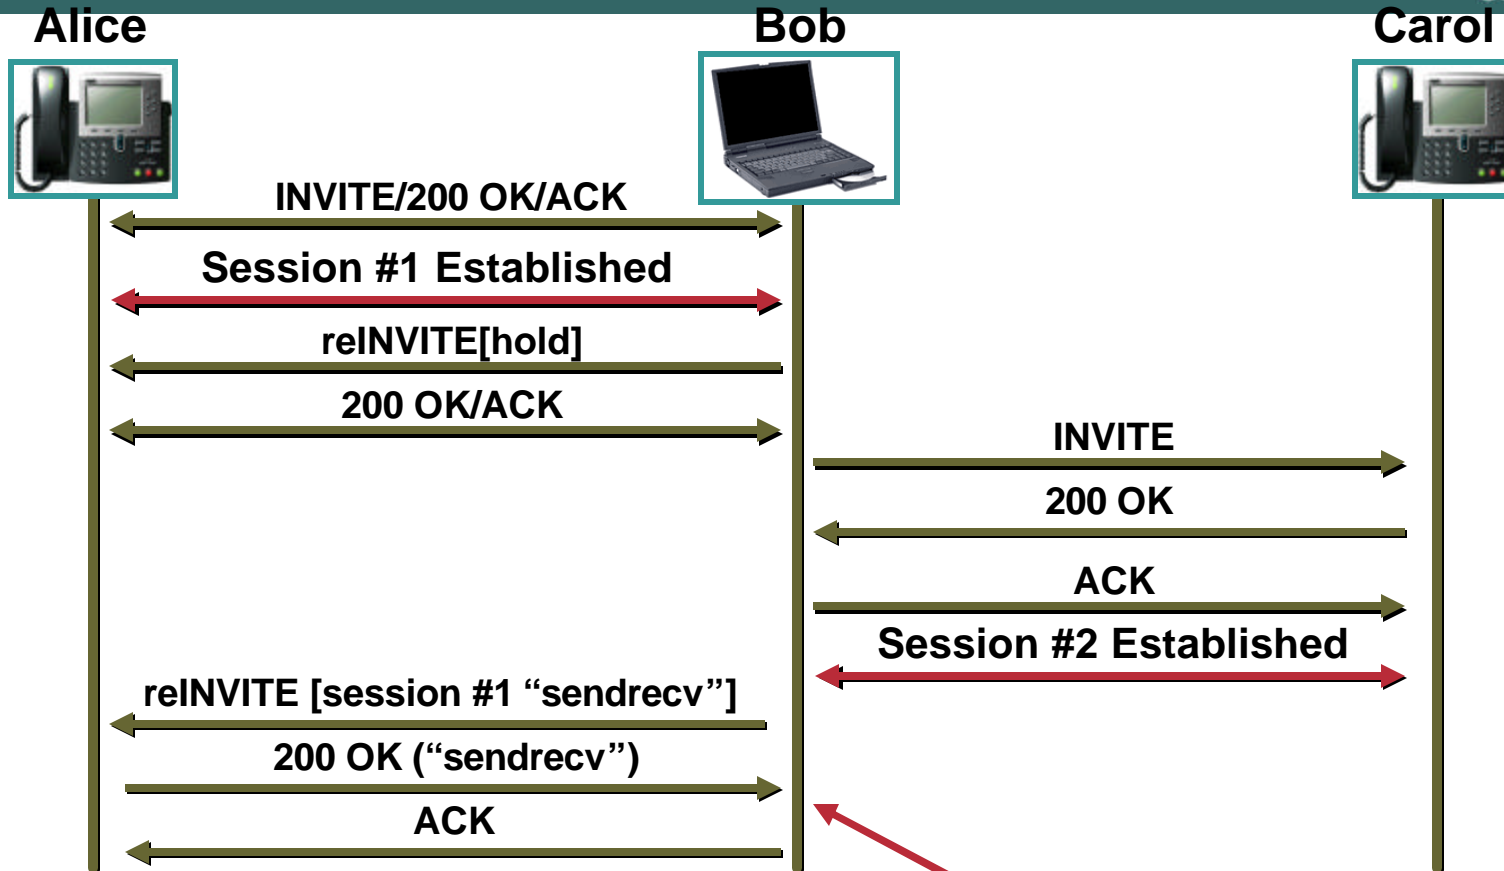 Alice
Bob
Carol
INVITE/200 OK/ACK
Session #1 Established
reINVITE[hold]
200 OK/ACK
INVITE
200 OK
ACK
Session #2 Established
reINVITE [session #1 “sendrecv”]
200 OK (“sendrecv”)
ACK